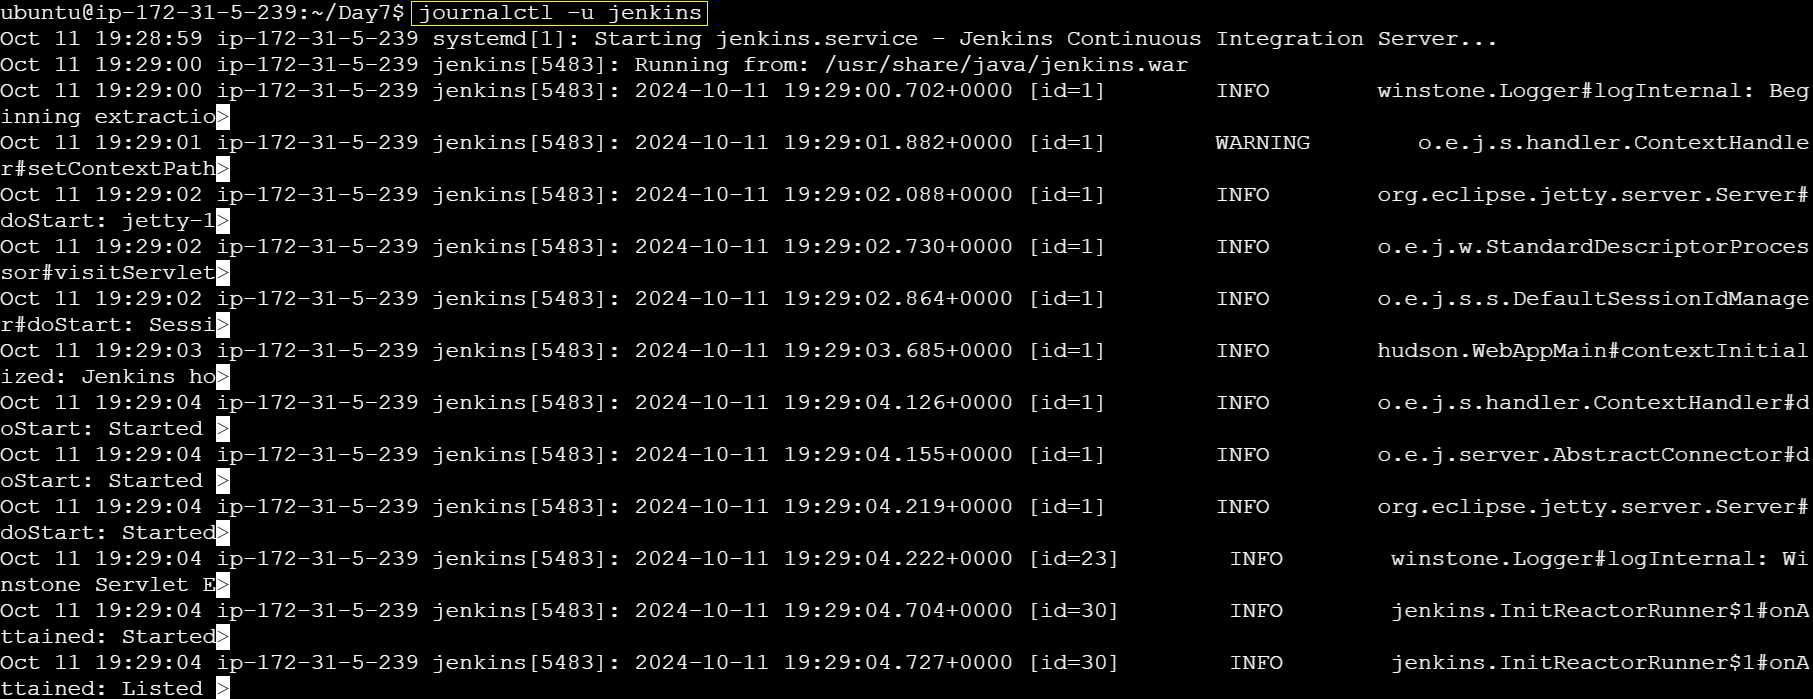 ubuntu@ip-172-31-5-239:~/Day7$ journalctl -u jenkins
Oct 11 19:28:59 ip-172-31-5-239 systemd[1]: Starting jenkins.service - Jenkins Continuous Integration Server...
Oct 11 19:29:00 ip-172-31-5-239 jenkins[5483]: Running from: /usr/share/java/jenkins.war
Oct 11 19:29:00 ip-172-31-5-239 jenkins[5483]: 2024-10-11 19:29:00.702+0000 [id=1]        INFO        winstone.Logger#logInternal: Beg
inning extractio>
Oct 11 19:29:01 ip-172-31-5-239 jenkins[5483]: 2024-10-11 19:29:01.882+0000 [id=1]        WARNING        o.e.j.s.handler.ContextHandle
r#setContextPath>
Oct 11 19:29:02 ip-172-31-5-239 jenkins[5483]: 2024-10-11 19:29:02.088+0000 [id=1]        INFO        org.eclipse.jetty.server.Server#
doStart: jetty-1>
Oct 11 19:29:02 ip-172-31-5-239 jenkins[5483]: 2024-10-11 19:29:02.730+0000 [id=1]        INFO        o.e.j.w.StandardDescriptorProces
sor#visitServlet>
Oct 11 19:29:02 ip-172-31-5-239 jenkins[5483]: 2024-10-11 19:29:02.864+0000 [id=1]        INFO        o.e.j.s.s.DefaultSessionIdManage
r#doStart: Sessi>
Oct 11 19:29:03 ip-172-31-5-239 jenkins[5483]: 2024-10-11 19:29:03.685+0000 [id=1]        INFO        hudson.WebAppMain#contextInitial
ized: Jenkins ho>
Oct 11 19:29:04 ip-172-31-5-239 jenkins[5483]: 2024-10-11 19:29:04.126+0000 [id=1]        INFO        o.e.j.s.handler.ContextHandler#d
oStart: Started >
Oct 11 19:29:04 ip-172-31-5-239 jenkins[5483]: 2024-10-11 19:29:04.155+0000 [id=1]        INFO        o.e.j.server.AbstractConnector#d
oStart: Started >
Oct 11 19:29:04 ip-172-31-5-239 jenkins[5483]: 2024-10-11 19:29:04.219+0000 [id=1]        INFO        org.eclipse.jetty.server.Server#
doStart: Started>
Oct 11 19:29:04 ip-172-31-5-239 jenkins[5483]: 2024-10-11 19:29:04.222+0000 [id=23]        INFO        winstone.Logger#logInternal: Wi
nstone Servlet E>
Oct 11 19:29:04 ip-172-31-5-239 jenkins[5483]: 2024-10-11 19:29:04.704+0000 [id=30]        INFO        jenkins.InitReactorRunner$1#onA
ttained: Started>
Oct 11 19:29:04 ip-172-31-5-239 jenkins[5483]: 2024-10-11 19:29:04.727+0000 [id=30]        INFO        jenkins.InitReactorRunner$1#onA
ttained: Listed >